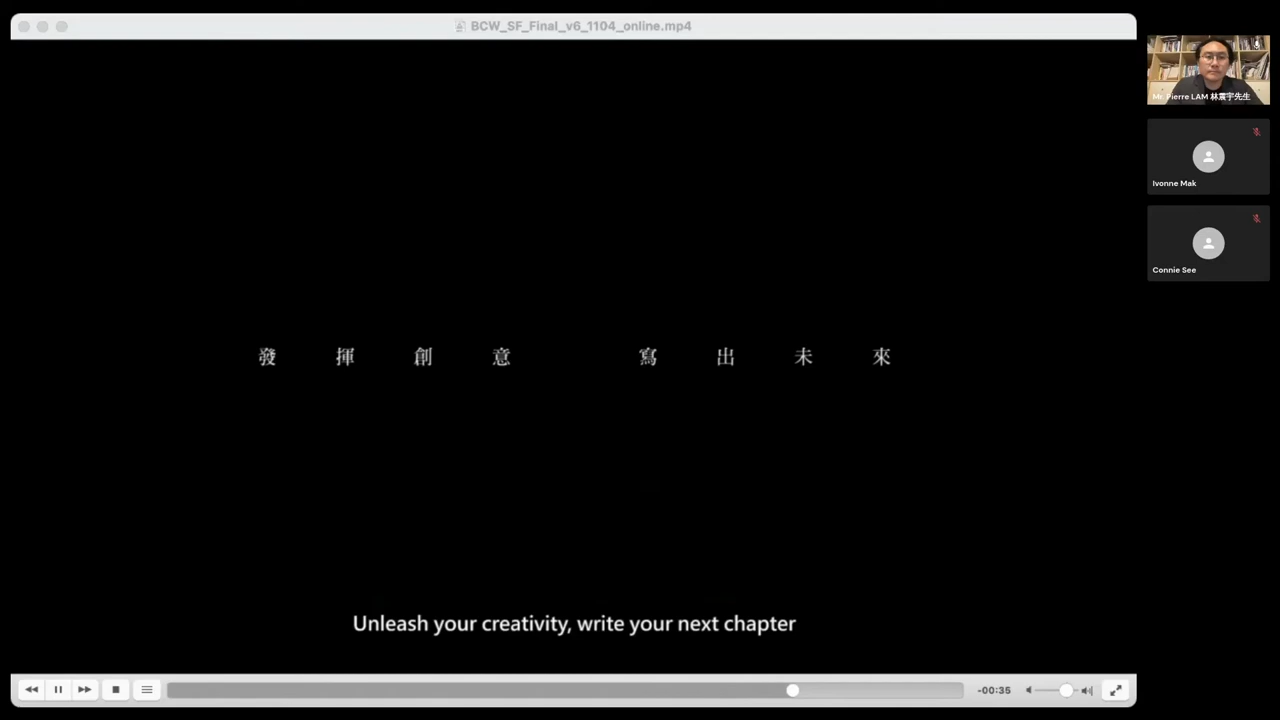 BCW_SF_Final_v6_1104_online.mp4
Mr. Pierre LAM 林震宇先生
Ivonne Mak
Connie See
發揮創意 寫出未來
Unleash your creativity, write your next chapter
-00:35